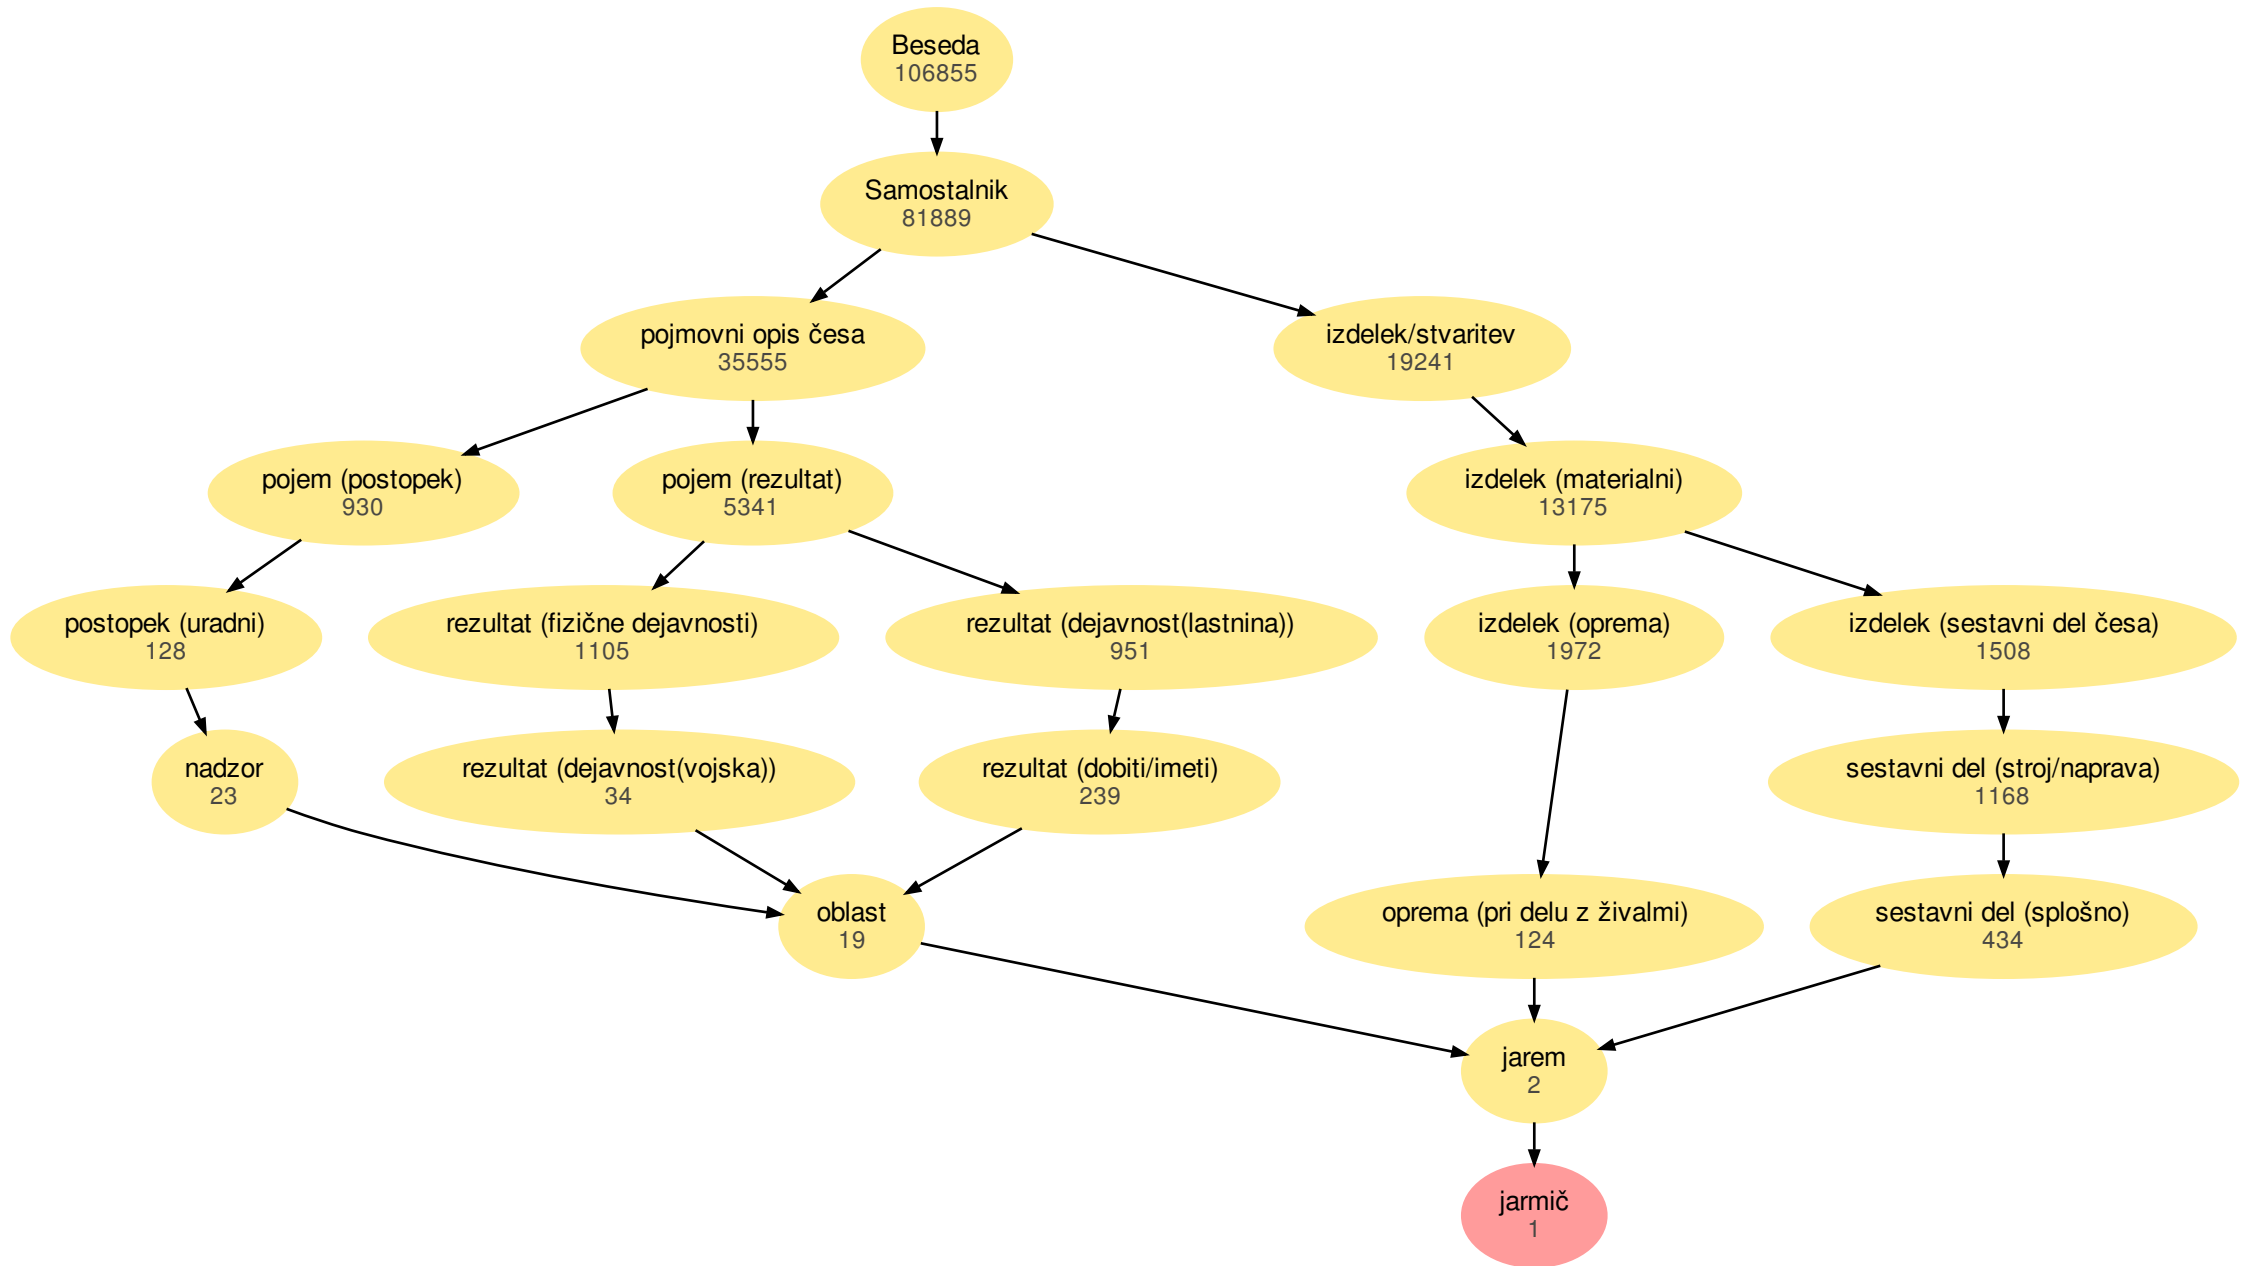 Beseda
106855
Samostalnik
81889
pojmovni opis česa
35555
izdelek/stvaritev
19241
pojem (postopek)
930
pojem (rezultat)
5341
izdelek (materialni)
13175
postopek (uradni)
128
rezultat (fizične dejavnosti)
1105
rezultat (dejavnost(lastnina))
951
izdelek (oprema)
1972
izdelek (sestavni del česa)
1508
nadzor
23
rezultat (dejavnost(vojska))
34
rezultat (dobiti/imeti)
239
sestavni del (stroj/naprava)
1168
oblast
19
oprema (pri delu z živalmi)
124
sestavni del (splošno)
434
jarem
2
jarmič
1